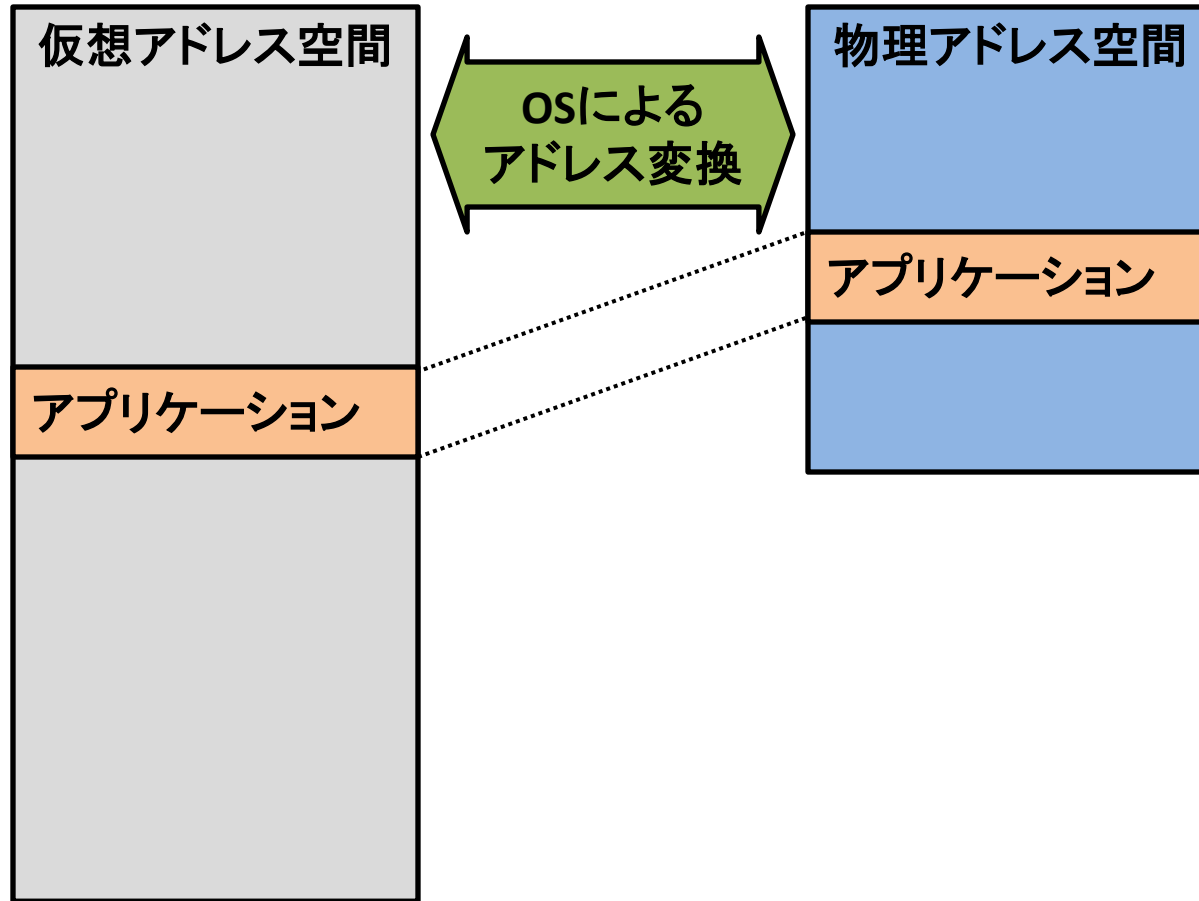 仮想アドレス空間
物理アドレス空間
OSによる
アドレス変換
アプリケーション
アプリケーション